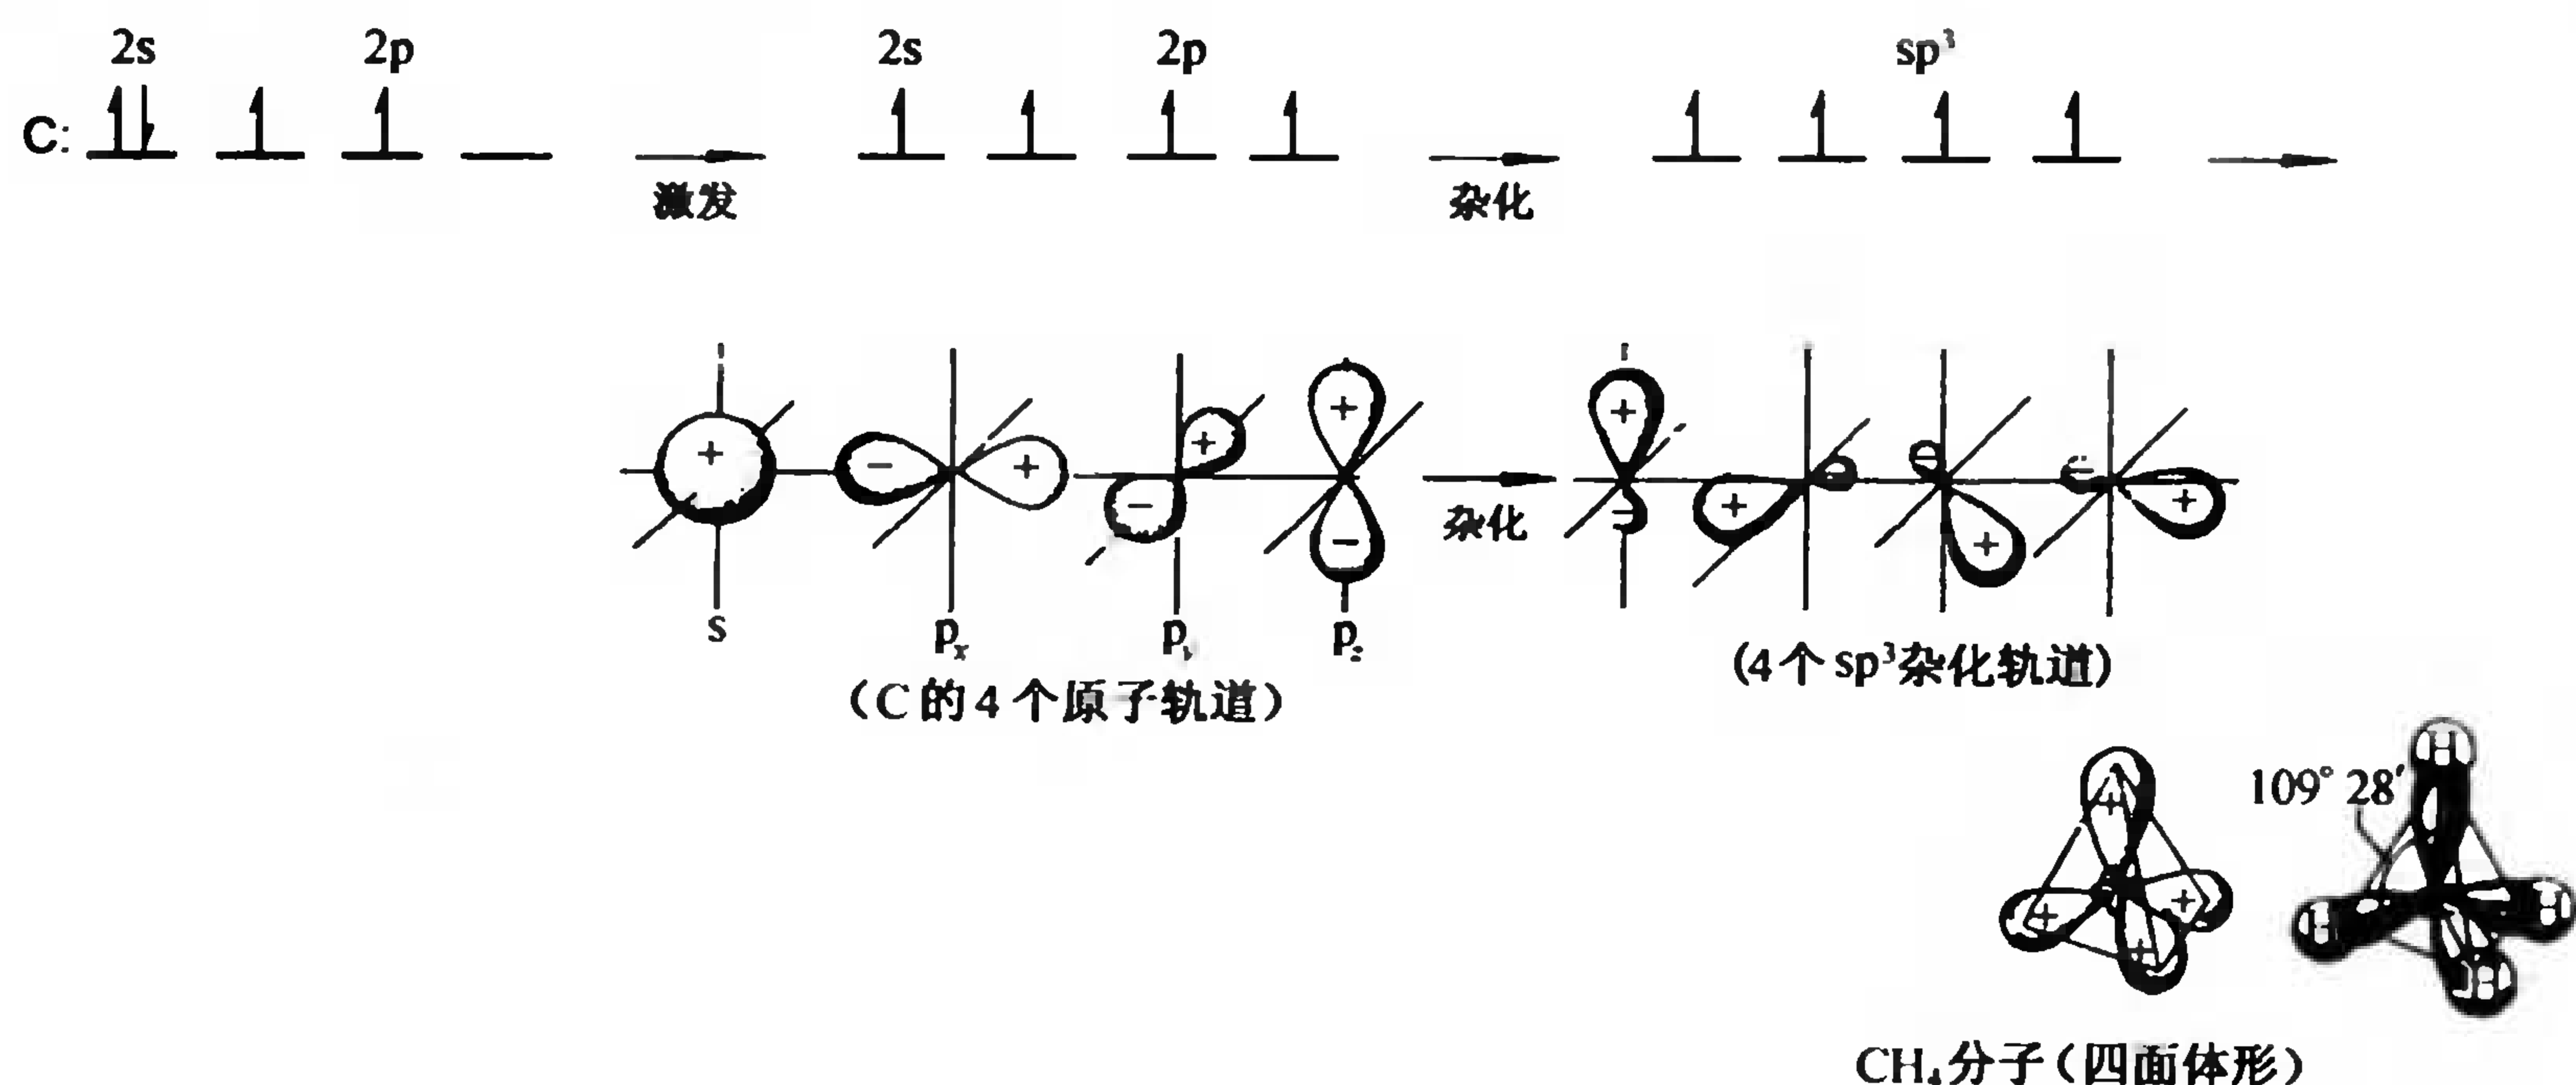 2s 2p 2s 2p sp³
C:
激发 杂化
+ − + + − + − 杂化 + − + − − + − +
s pₓ pᵧ p_z
(4个sp³杂化轨道)
(C的4个原子轨道)
H
109°28′
+
+ + + H H
H
CH₄分子(四面体形)